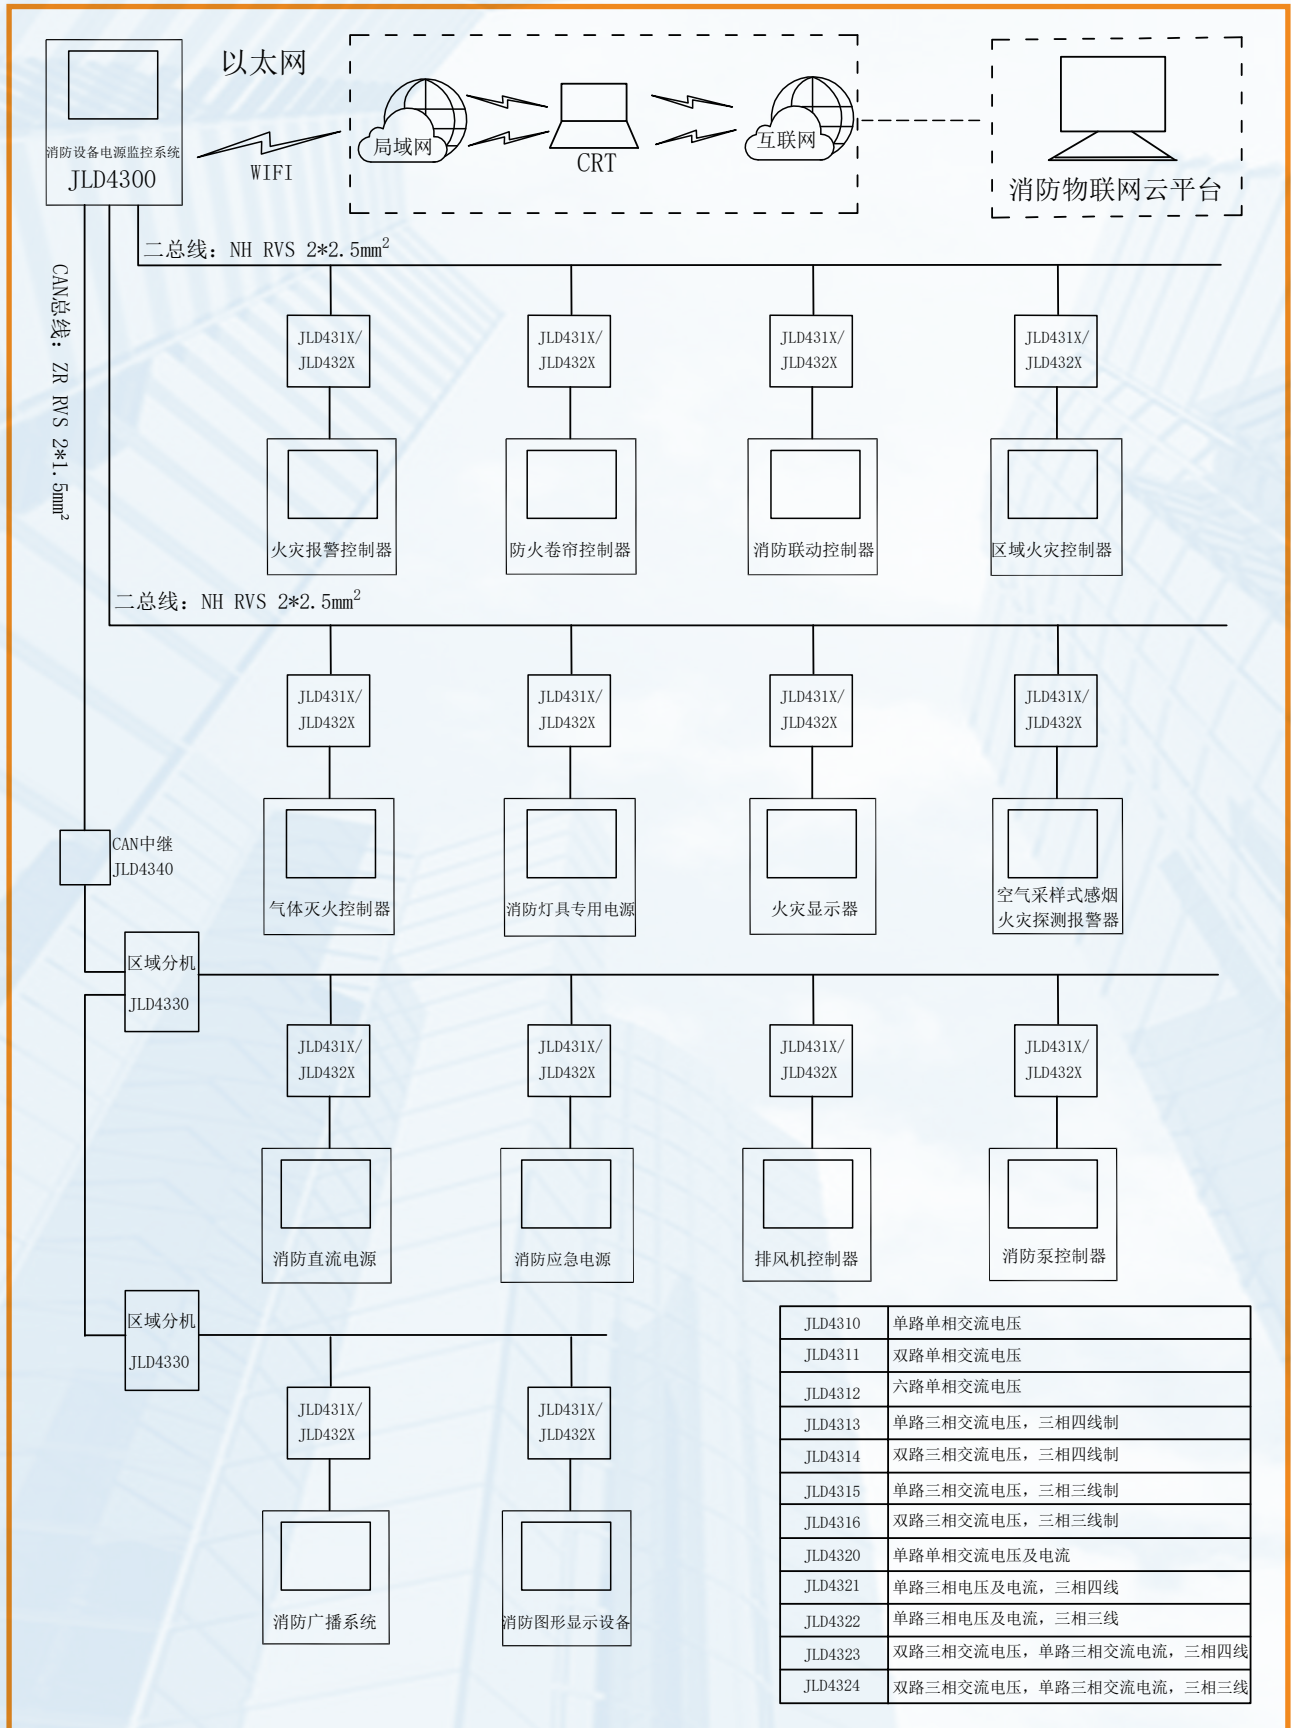 以太网
消防设备电源监控系统
JLD4300
WIFI
局域网
CRT
互联网
消防物联网云平台
二总线：NH RVS 2*2.5mm²
CAN总线：ZR RVS 2*1.5mm²
JLD431X/
JLD432X
JLD431X/
JLD432X
JLD431X/
JLD432X
JLD431X/
JLD432X
火灾报警控制器
防火卷帘控制器
消防联动控制器
区域火灾控制器
二总线：NH RVS 2*2.5mm²
JLD431X/
JLD432X
JLD431X/
JLD432X
JLD431X/
JLD432X
JLD431X/
JLD432X
CAN中继
JLD4340
气体灭火控制器
消防灯具专用电源
火灾显示器
空气采样式感烟
火灾探测报警器
区域分机
JLD4330
JLD431X/
JLD432X
JLD431X/
JLD432X
JLD431X/
JLD432X
JLD431X/
JLD432X
消防直流电源
消防应急电源
排风机控制器
消防泵控制器
区域分机
JLD4330
JLD431X/
JLD432X
JLD431X/
JLD432X
消防广播系统
消防图形显示设备
JLD4310 单路单相交流电压
JLD4311 双路单相交流电压
JLD4312 六路单相交流电压
JLD4313 单路三相交流电压，三相四线制
JLD4314 双路三相交流电压，三相四线制
JLD4315 单路三相交流电压，三相三线制
JLD4316 双路三相交流电压，三相三线制
JLD4320 单路单相交流电压及电流
JLD4321 单路三相电压及电流，三相四线
JLD4322 单路三相电压及电流，三相三线
JLD4323 双路三相交流电压，单路三相交流电流，三相四线
JLD4324 双路三相交流电压，单路三相交流电流，三相三线